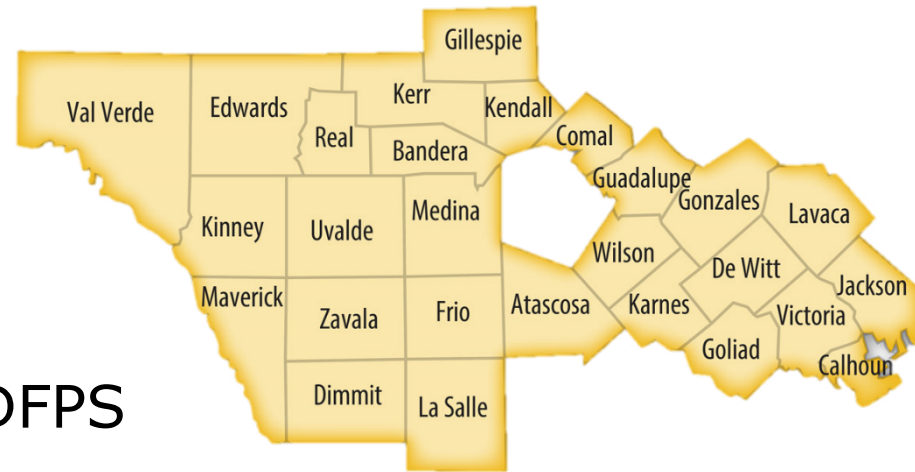 Gillespie
Val Verde
Edwards
Kerr
Kendall
Real
Bandera
Comal
Guadalupe
Gonzales
Lavaca
Kinney
Uvalde
Medina
Wilson
De Witt
Jackson
Maverick
Zavala
Frio
Atascosa
Karnes
Victoria
Goliad
Calhoun
Dimmit
La Salle
DFPS